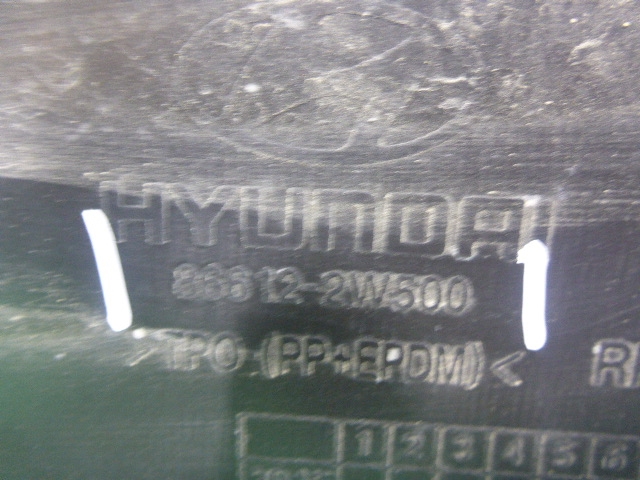 HYUNDAI
86612-2W500
>TPO (PP+EPDM)<
1 2 3 4 5 6